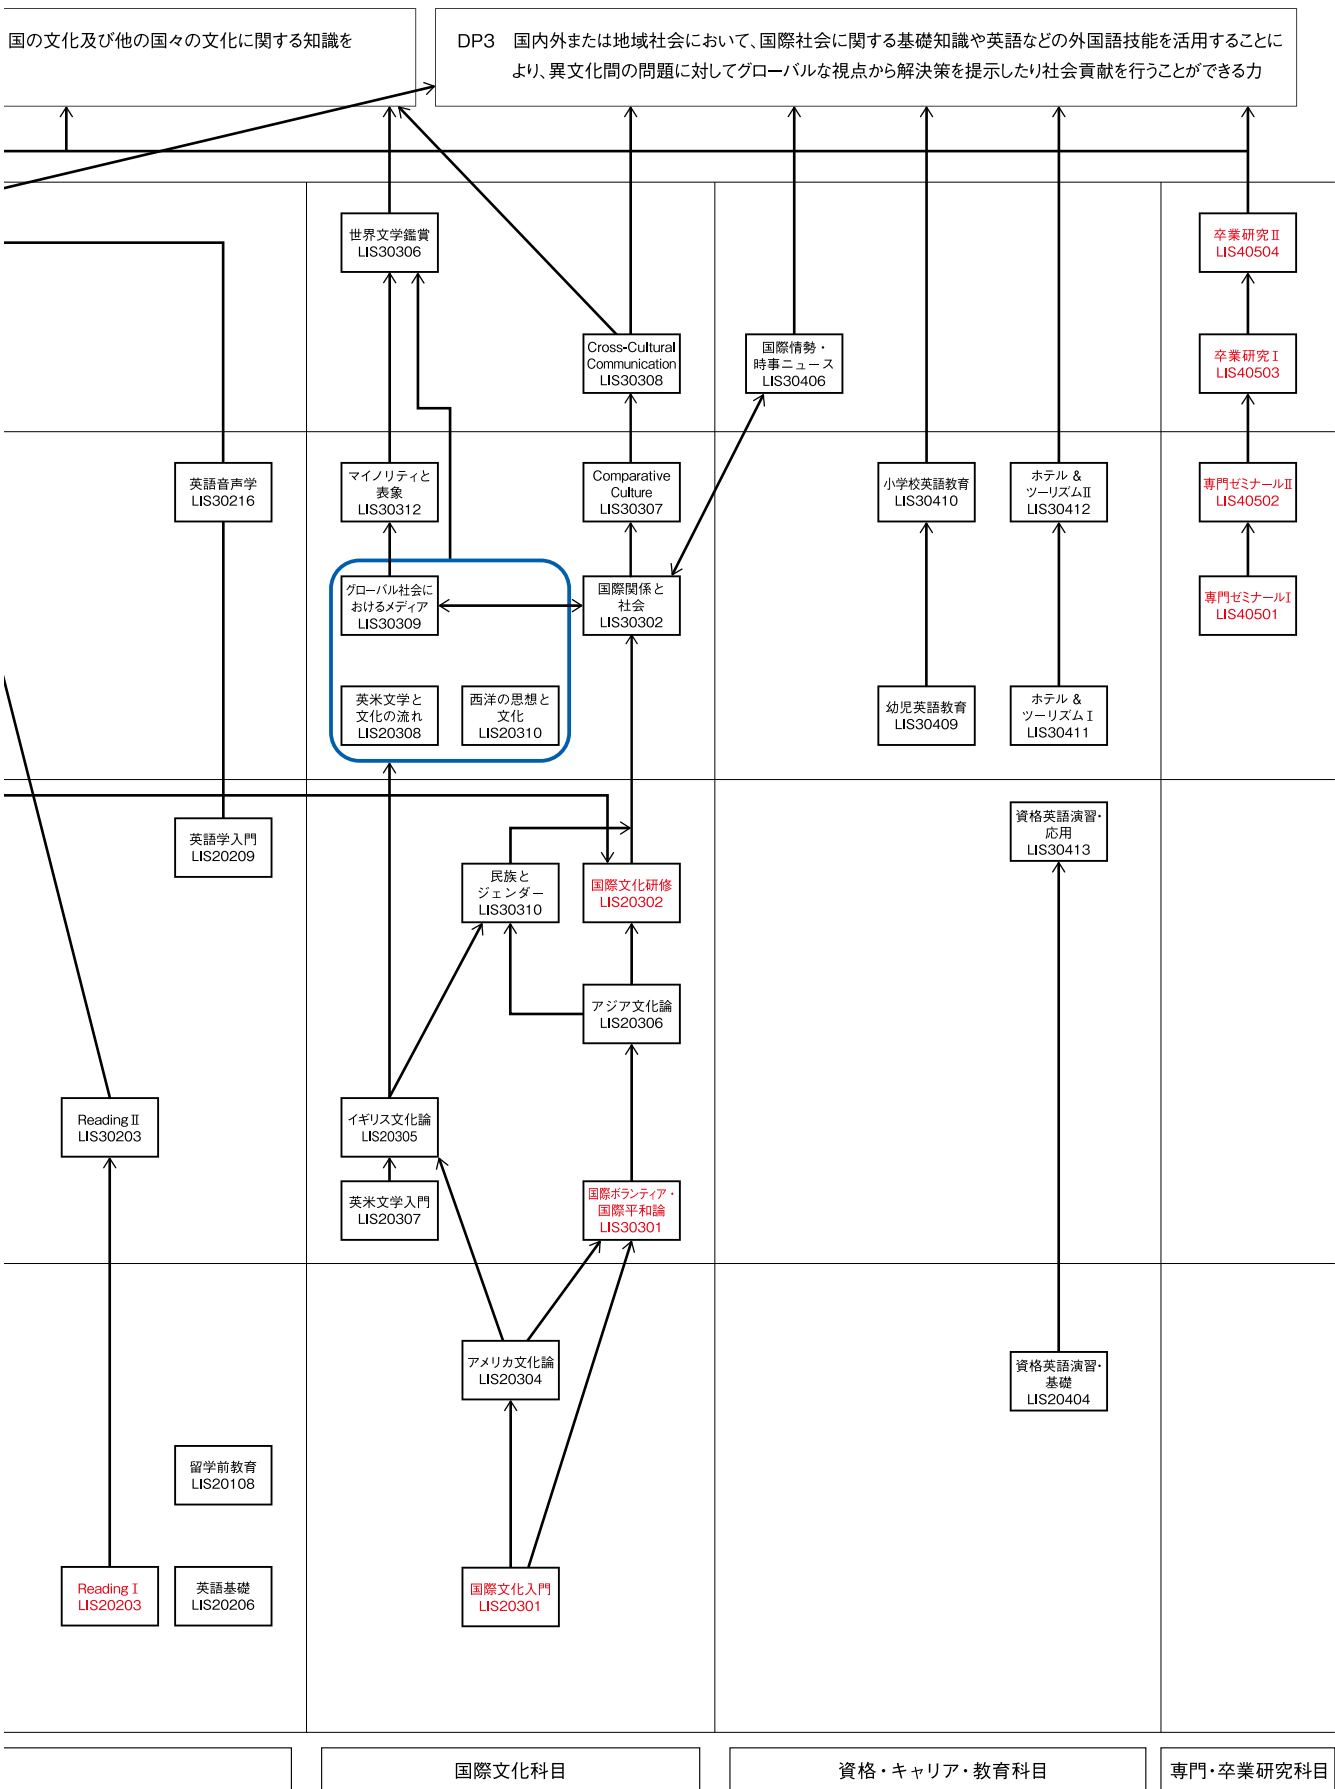 国の文化及び他の国々の文化に関する知識を
DP3 国内外または地域社会において、国際社会に関する基礎知識や英語などの外国語技能を活用することに
より、異文化間の問題に対してグローバルな視点から解決策を提示したり社会貢献を行うことができる力
世界文学鑑賞
LIS30306
卒業研究Ⅱ
LIS40504
Cross-Cultural
Communication
LIS30308
国際情勢・
時事ニュース
LIS30406
卒業研究Ⅰ
LIS40503
英語音声学
LIS30216
マイノリティと
表象
LIS30312
Comparative
Culture
LIS30307
小学校英語教育
LIS30410
ホテル &
ツーリズムⅡ
LIS30412
専門ゼミナールⅡ
LIS40502
グローバル社会に
おけるメディア
LIS30309
国際関係と
社会
LIS30302
専門ゼミナールⅠ
LIS40501
英米文学と
文化の流れ
LIS20308
西洋の思想と
文化
LIS20310
幼児英語教育
LIS30409
ホテル &
ツーリズムⅠ
LIS30411
英語学入門
LIS20209
資格英語演習・
応用
LIS30413
民族と
ジェンダー
LIS30310
国際文化研修
LIS20302
アジア文化論
LIS20306
Reading Ⅱ
LIS30203
イギリス文化論
LIS20305
英米文学入門
LIS20307
国際ボランティア・
国際平和論
LIS30301
アメリカ文化論
LIS20304
資格英語演習・
基礎
LIS20404
留学前教育
LIS20108
Reading Ⅰ
LIS20203
英語基礎
LIS20206
国際文化入門
LIS20301
国際文化科目
資格・キャリア・教育科目
専門・卒業研究科目